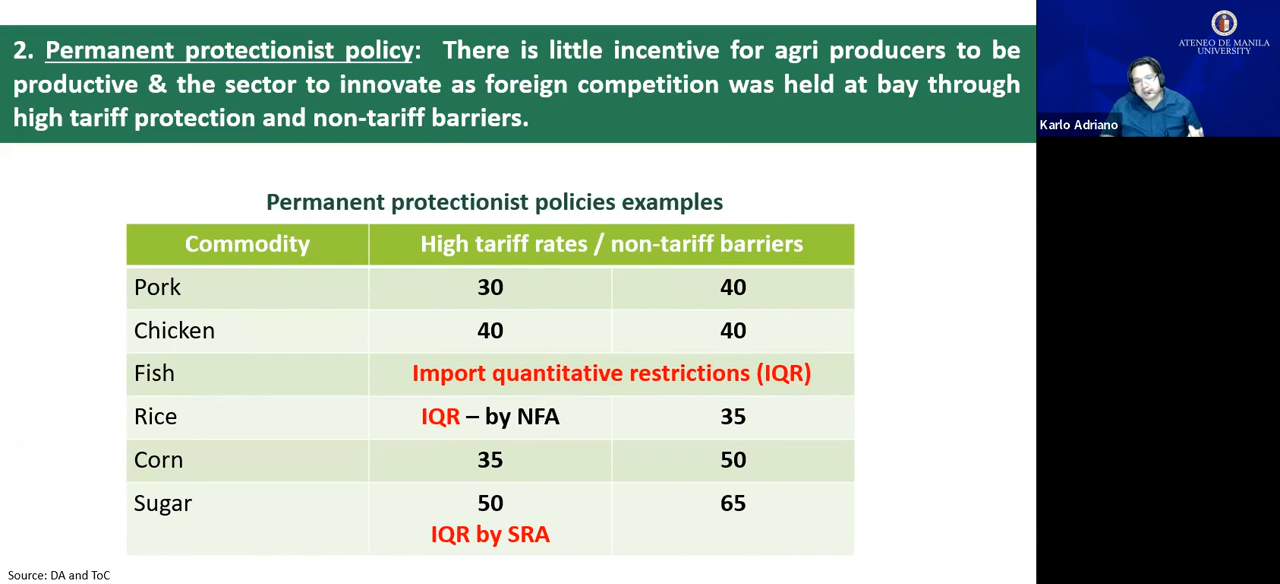 2. Permanent protectionist policy: There is little incentive for agri producers to be
productive & the sector to innovate as foreign competition was held at bay through
high tariff protection and non-tariff barriers.
ATENEO DE MANILA
UNIVERSITY
Karlo Adriano
Permanent protectionist policies examples
Commodity High tariff rates / non-tariff barriers
Pork 30 40
Chicken 40 40
Fish Import quantitative restrictions (IQR)
Rice IQR – by NFA 35
Corn 35 50
Sugar 50 65
IQR by SRA
Source: DA and ToC